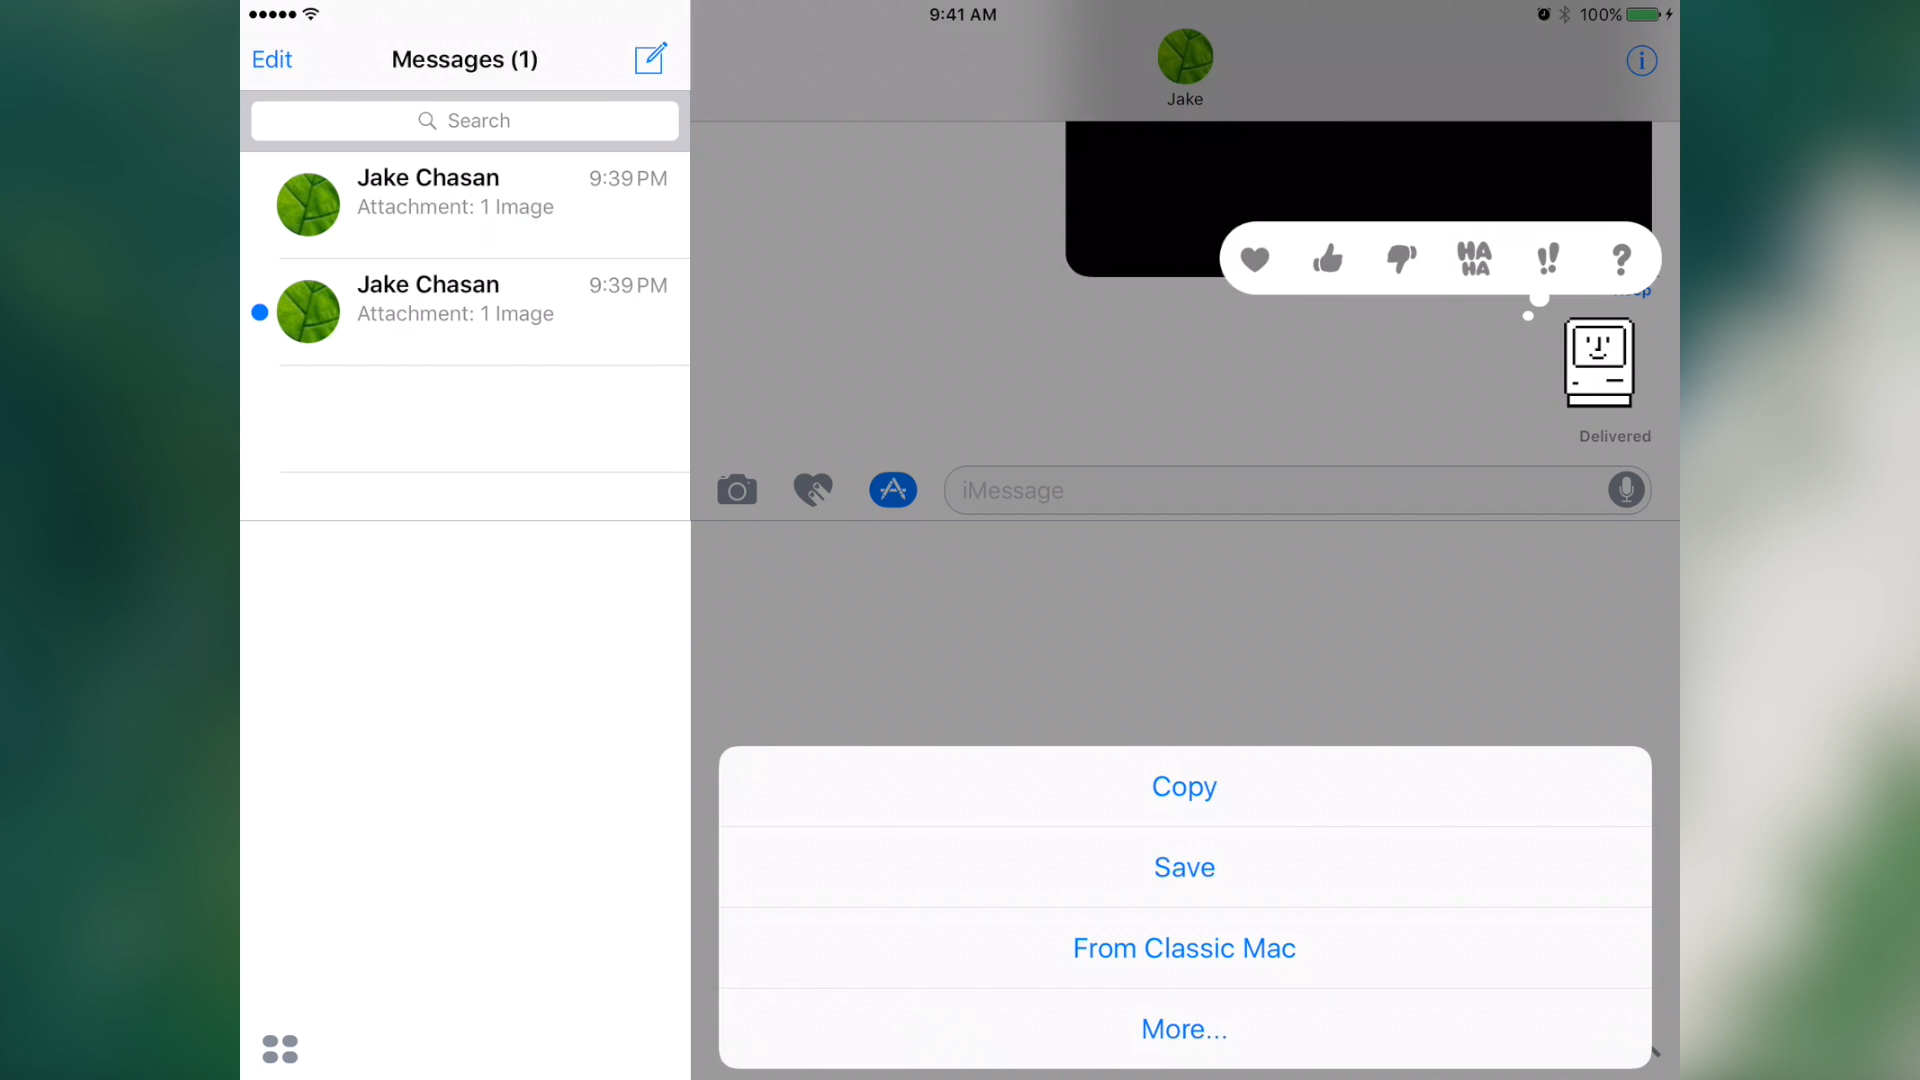 9:41 AM
100%
Edit
Messages (1)
Search
Jake Chasan
9:39 PM
Attachment: 1 Image
Jake Chasan
9:39 PM
Attachment: 1 Image
Jake
HA
HA
!!
?
iMessage
Delivered
Copy
Save
From Classic Mac
More...